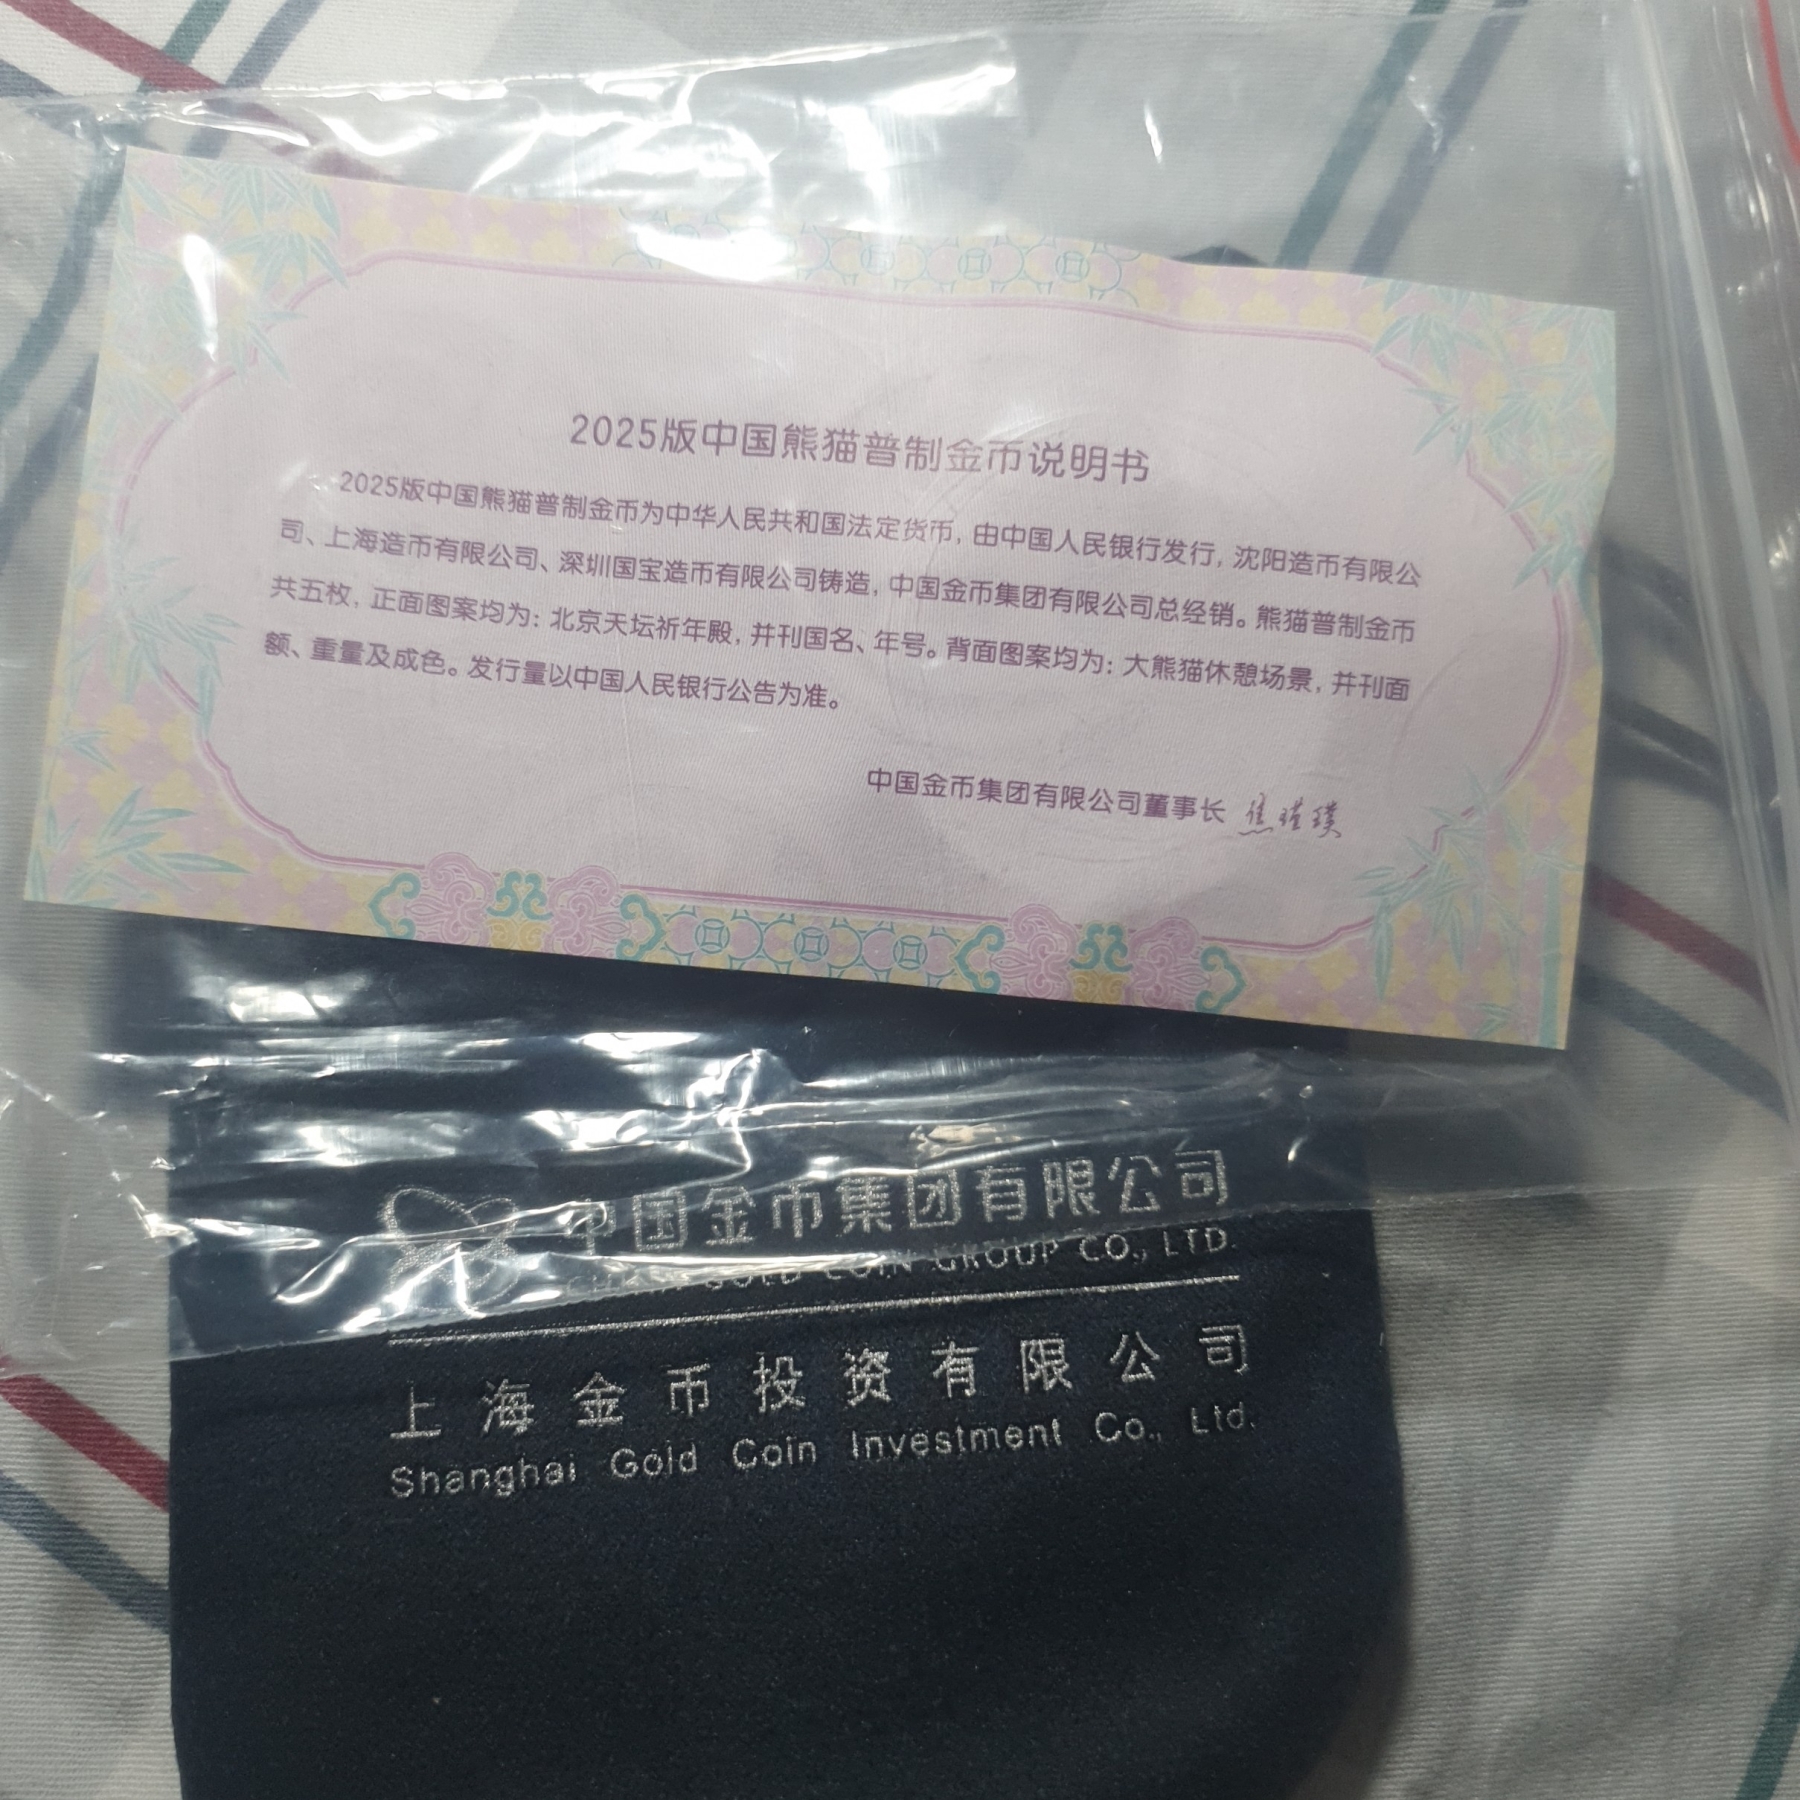 2025版中国熊猫普制金币说明书
2025版中国熊猫普制金币为中华人民共和国法定货币，由中国人民银行发行，沈阳造币有限公
司、上海造币有限公司、深圳国宝造币有限公司铸造，中国金币集团有限公司总经销。熊猫普制金币
共五枚，正面图案均为：北京天坛祈年殿，并刊国名、年号。背面图案均为：大熊猫休憩场景，并刊面
额、重量及成色。发行量以中国人民银行公告为准。
中国金币集团有限公司董事长 焦瑾璞
中国金币集团有限公司
CHINA GOLD COIN GROUP CO., LTD.
上海金币投资有限公司
Shanghai Gold Coin Investment Co., Ltd.